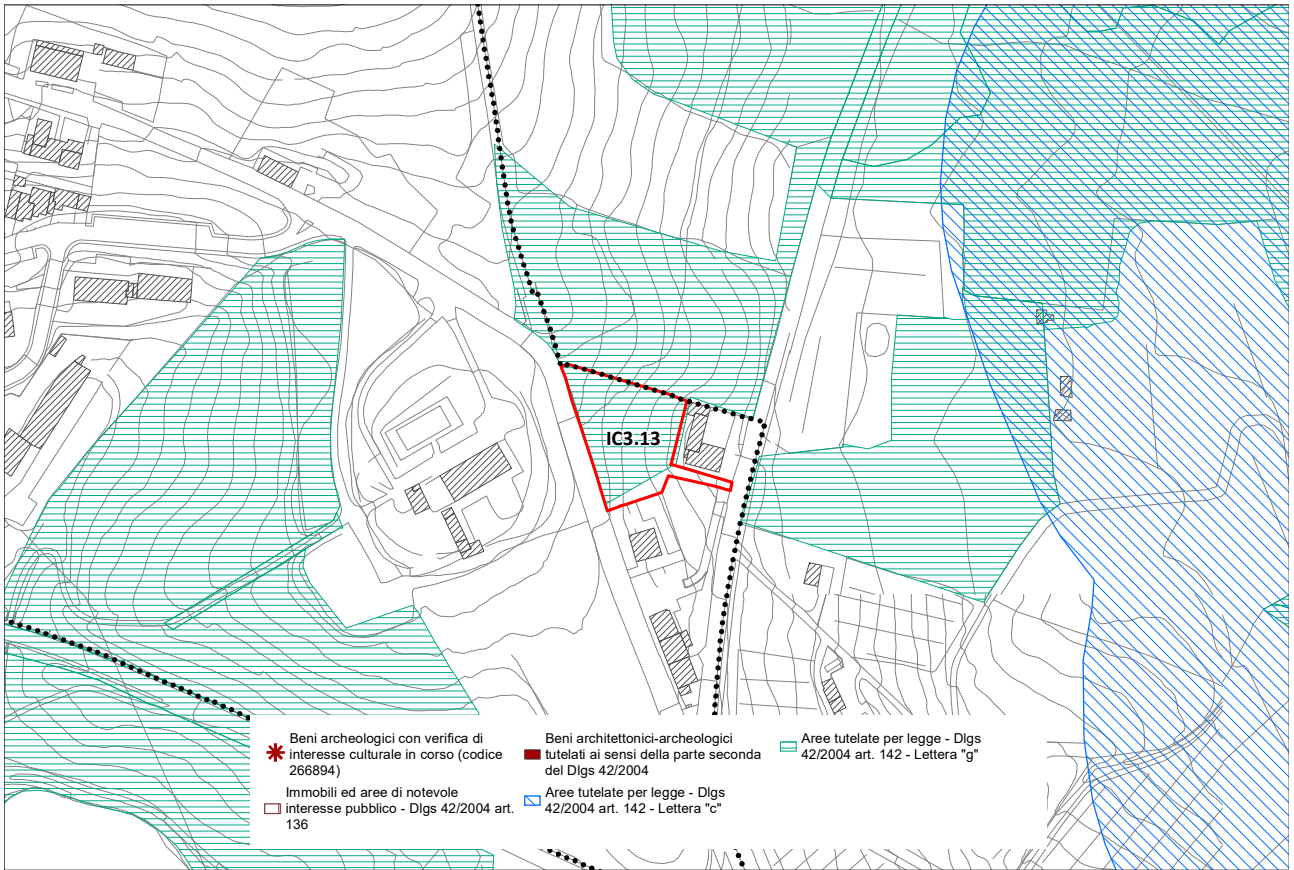 IC3.13
Beni archeologici con verifica di
interesse culturale in corso (codice
266894)
Immobili ed aree di notevole
interesse pubblico - Dlgs 42/2004 art.
136
Beni architettonici-archeologici
tutelati ai sensi della parte seconda
del Dlgs 42/2004
Aree tutelate per legge - Dlgs
42/2004 art. 142 - Lettera "c"
Aree tutelate per legge - Dlgs
42/2004 art. 142 - Lettera "g"